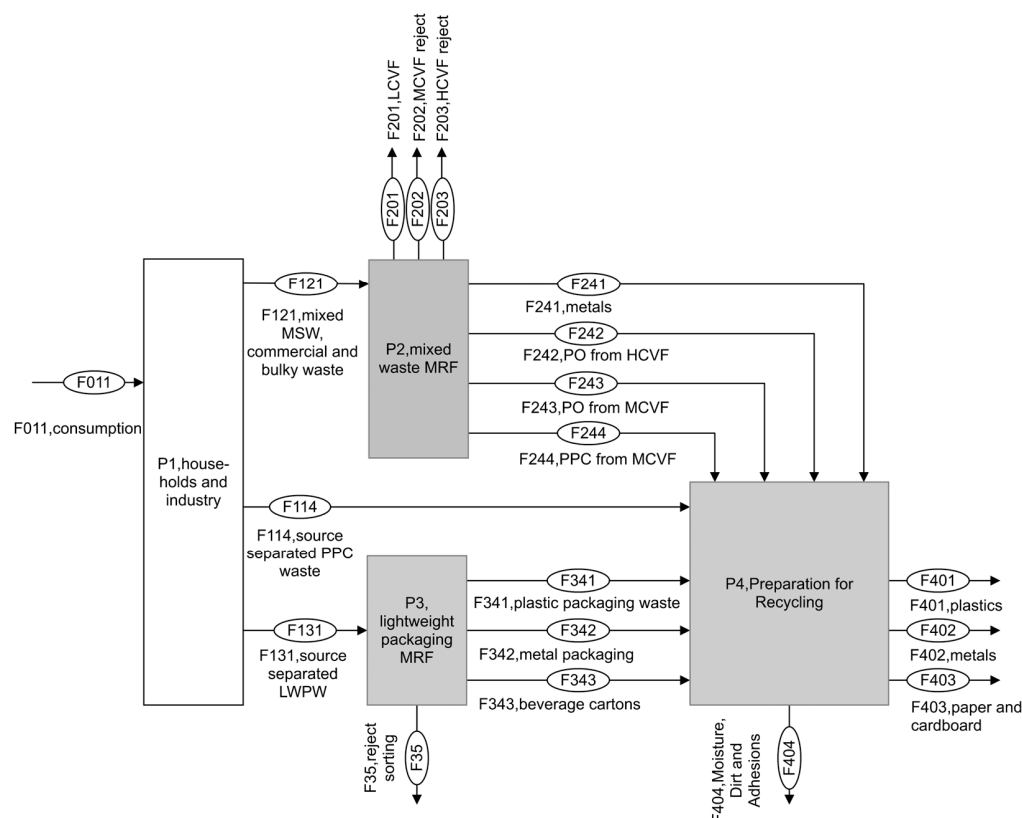 F201,LCVF
F202,MCVF reject
F203,HCVF reject
F201
F202
F203
F121
F121,mixed
MSW,
commercial and
bulky waste
P2,mixed
waste MRF
F241
F241,metals
F242
F242,PO from HCVF
F243
F243,PO from MCVF
F244
F244,PPC from MCVF
F011
F011,consumption
P1,house-
holds and
industry
F114
F114,source
separated PPC
waste
F131
F131,source
separated
LWPW
P3,
lightweight
packaging
MRF
F341
F341,plastic packaging waste
F342
F342,metal packaging
F343
F343,beverage cartons
P4,Preparation for
Recycling
F401
F401,plastics
F402
F402,metals
F403
F403,paper and
cardboard
F35,reject
sorting
F35
F404,Moisture,
Dirt and
Adhesions
F404